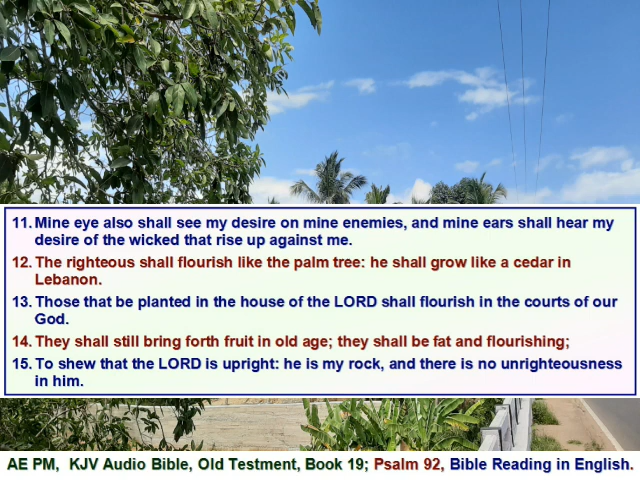 11. Mine eye also shall see my desire on mine enemies, and mine ears shall hear my
desire of the wicked that rise up against me.
12. The righteous shall flourish like the palm tree: he shall grow like a cedar in
Lebanon.
13. Those that be planted in the house of the LORD shall flourish in the courts of our
God.
14. They shall still bring forth fruit in old age; they shall be fat and flourishing;
15. To shew that the LORD is upright: he is my rock, and there is no unrighteousness
in him.
AE PM, KJV Audio Bible, Old Testment, Book 19; Psalm 92, Bible Reading in English.